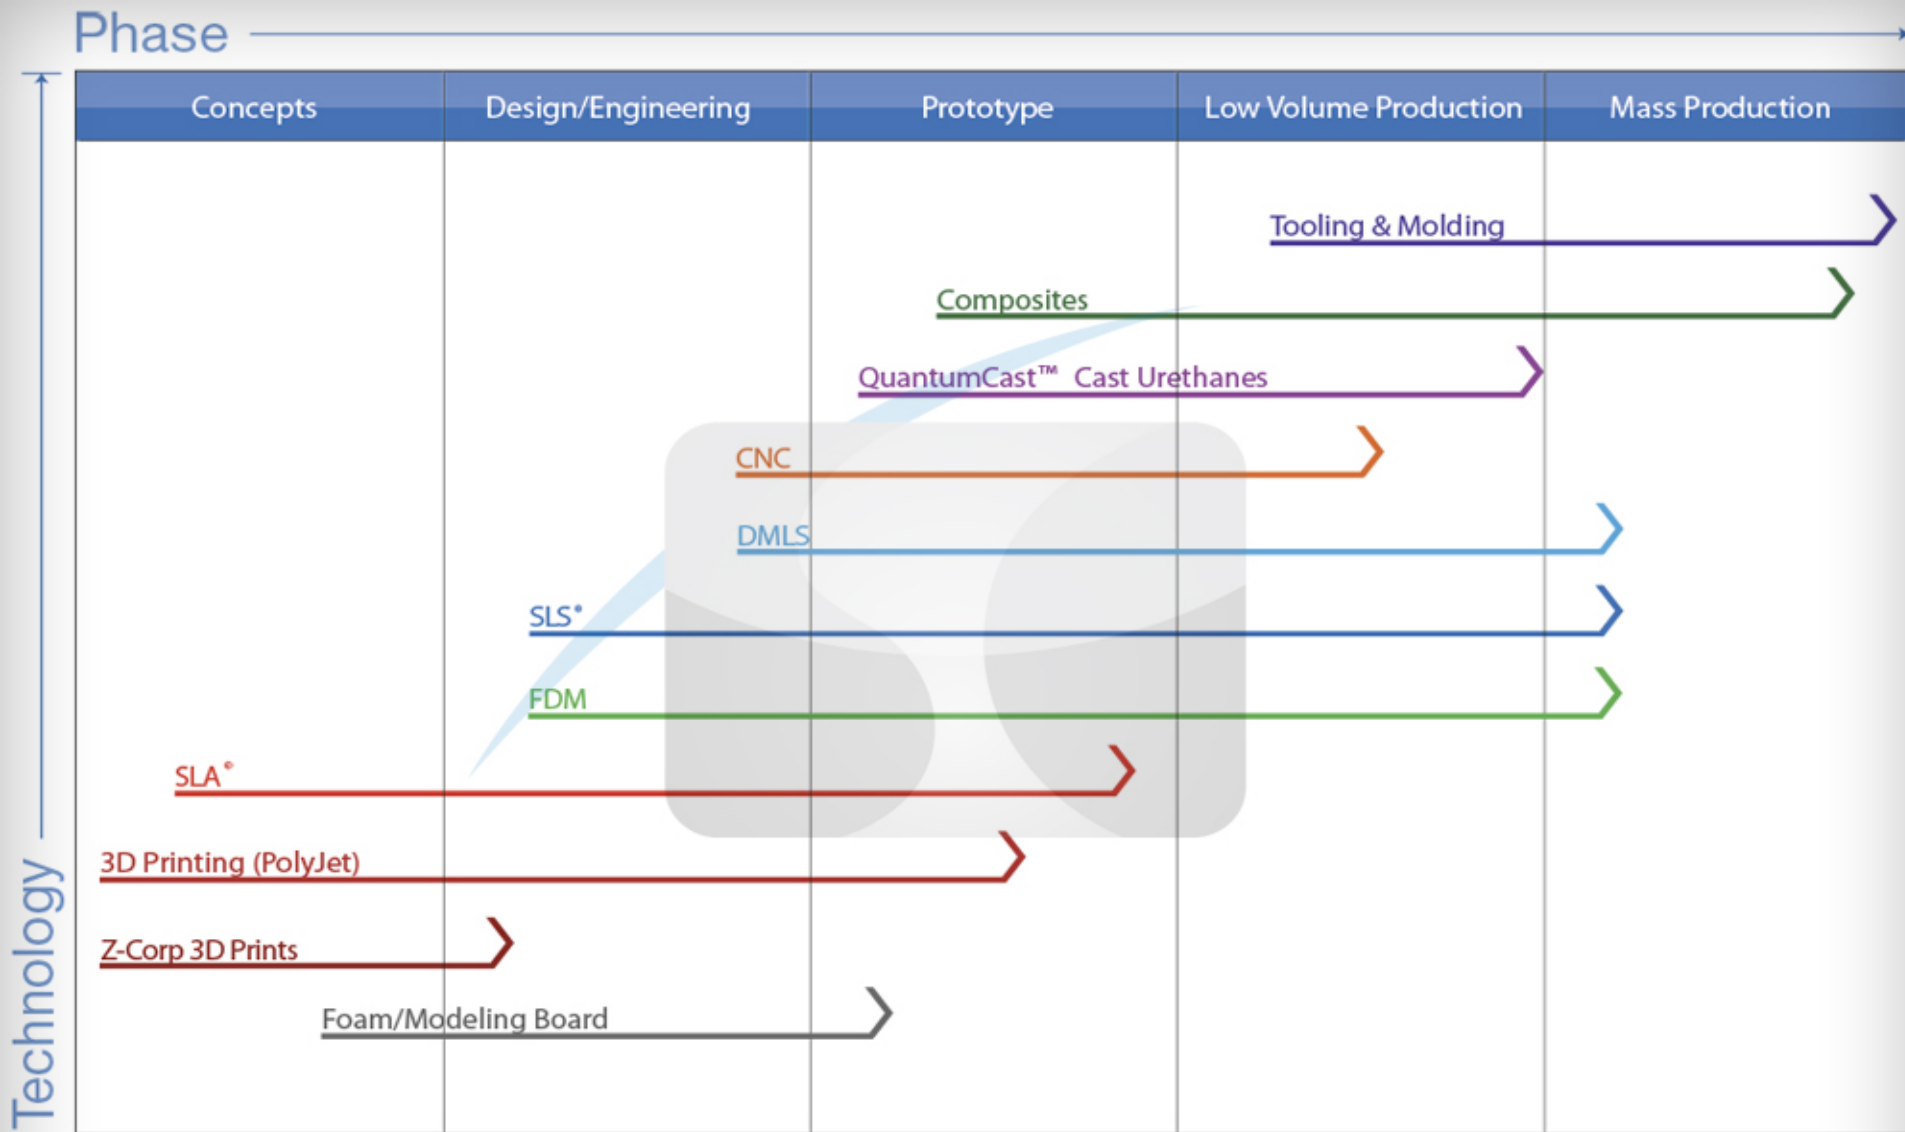 Phase
Concepts
Design/Engineering
Prototype
Low Volume Production
Mass Production
Tooling & Molding
Composites
QuantumCast™ Cast Urethanes
CNC
DMLS
SLS®
FDM
SLA®
3D Printing (PolyJet)
Z-Corp 3D Prints
Foam/Modeling Board
Technology